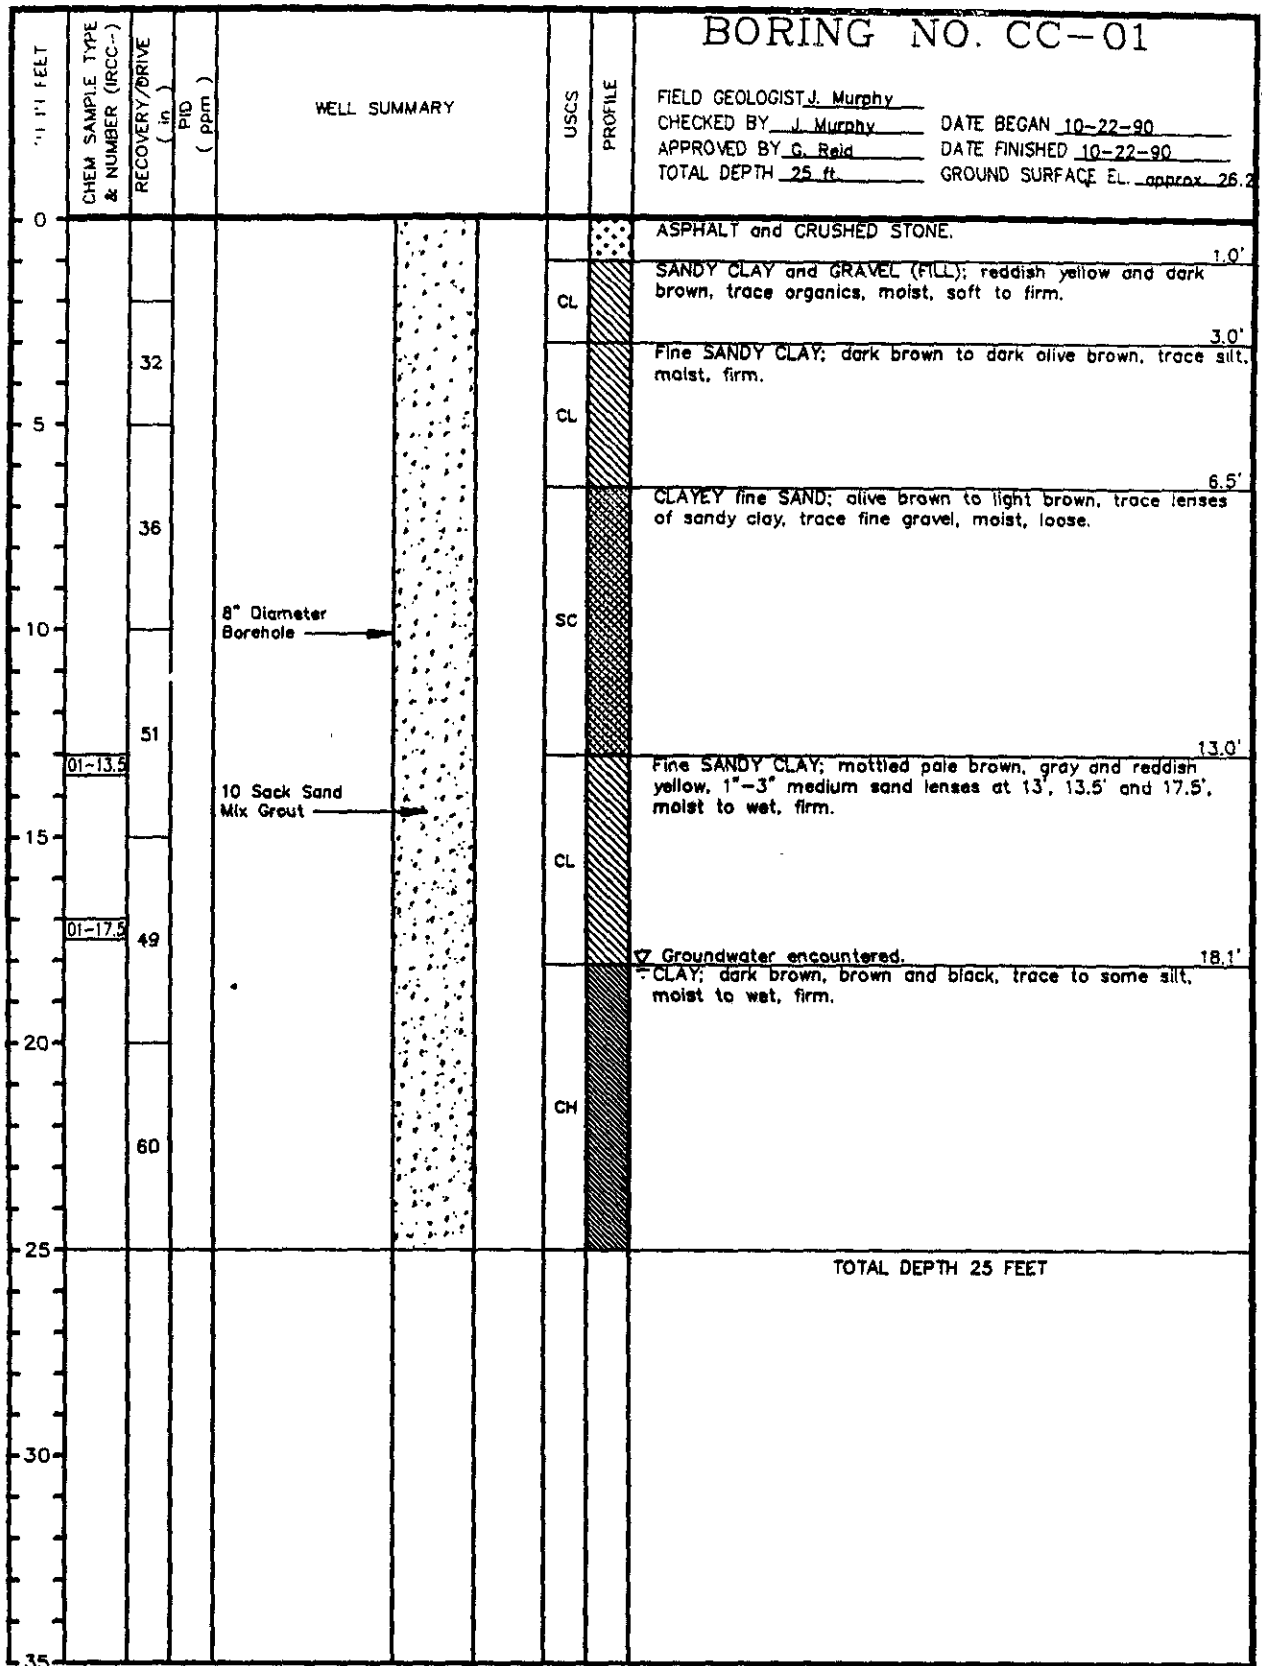 BORING NO. CC-01
FEET
CHEM SAMPLE TYPE
& NUMBER (IRCC--)
RECOVERY/DRIVE
( in )
PID
( ppm )
WELL SUMMARY
USCS
PROFILE
FIELD GEOLOGIST J. Murphy
CHECKED BY J. Murphy DATE BEGAN 10-22-90
APPROVED BY G. Reid DATE FINISHED 10-22-90
TOTAL DEPTH 25 ft. GROUND SURFACE EL. approx. 26.2
0
ASPHALT and CRUSHED STONE.
1.0'
SANDY CLAY and GRAVEL (FILL); reddish yellow and dark
brown, trace organics, moist, soft to firm.
CL
3.0'
Fine SANDY CLAY; dark brown to dark olive brown, trace silt,
moist, firm.
32
CL
5
6.5'
CLAYEY fine SAND; olive brown to light brown, trace lenses
of sandy clay, trace fine gravel, moist, loose.
36
8" Diameter
Borehole
SC
10
51
13.0'
01-13.5
Fine SANDY CLAY; mottled pale brown, gray and reddish
yellow, 1"-3" medium sand lenses at 13', 13.5' and 17.5',
moist to wet, firm.
10 Sack Sand
Mix Grout
15
CL
01-17.5
49
Groundwater encountered.
18.1'
CLAY; dark brown, brown and black, trace to some silt,
moist to wet, firm.
20
CH
60
25
TOTAL DEPTH 25 FEET
30
35